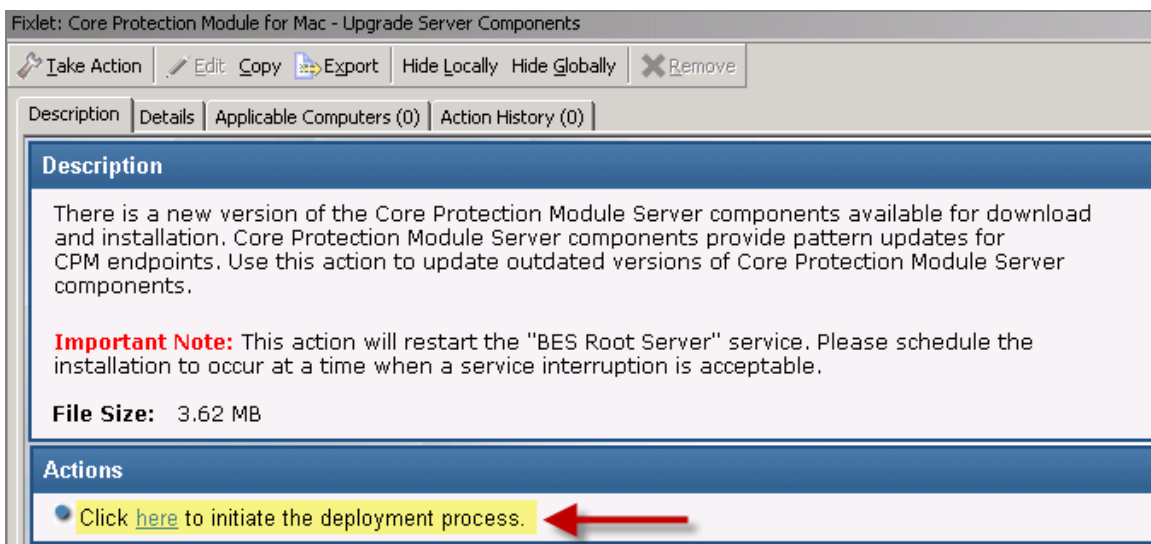 Fixlet: Core Protection Module for Mac - Upgrade Server Components
Take Action Edit Copy Export Hide Locally Hide Globally Remove
Description Details Applicable Computers (0) Action History (0)
Description
There is a new version of the Core Protection Module Server components available for download
and installation. Core Protection Module Server components provide pattern updates for
CPM endpoints. Use this action to update outdated versions of Core Protection Module Server
components.
Important Note: This action will restart the "BES Root Server" service. Please schedule the
installation to occur at a time when a service interruption is acceptable.
File Size: 3.62 MB
Actions
Click here to initiate the deployment process.